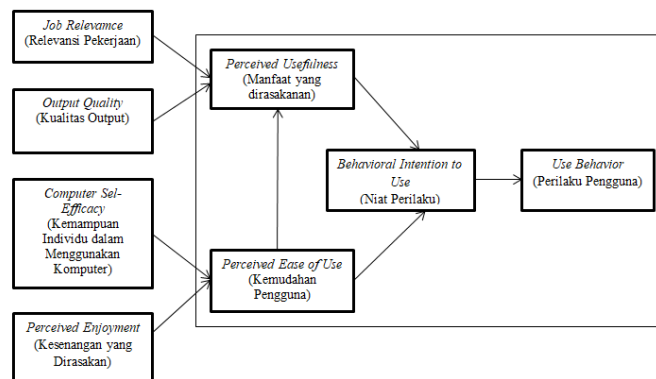 Job Relevamce
(Relevansi Pekerjaan)
Output Quality
(Kualitas Output)
Computer Sel-
Efficacy
(Kemampuan
Individu dalam
Menggunakan
Komputer)
Perceived Enjoyment
(Kesenangan yang
Dirasakan)
Perceived Usefulness
(Manfaat yang
dirasakanan)
Perceived Ease of Use
(Kemudahan
Pengguna)
Behavioral Intention to
Use
(Niat Perilaku)
Use Behavior
(Perilaku Pengguna)